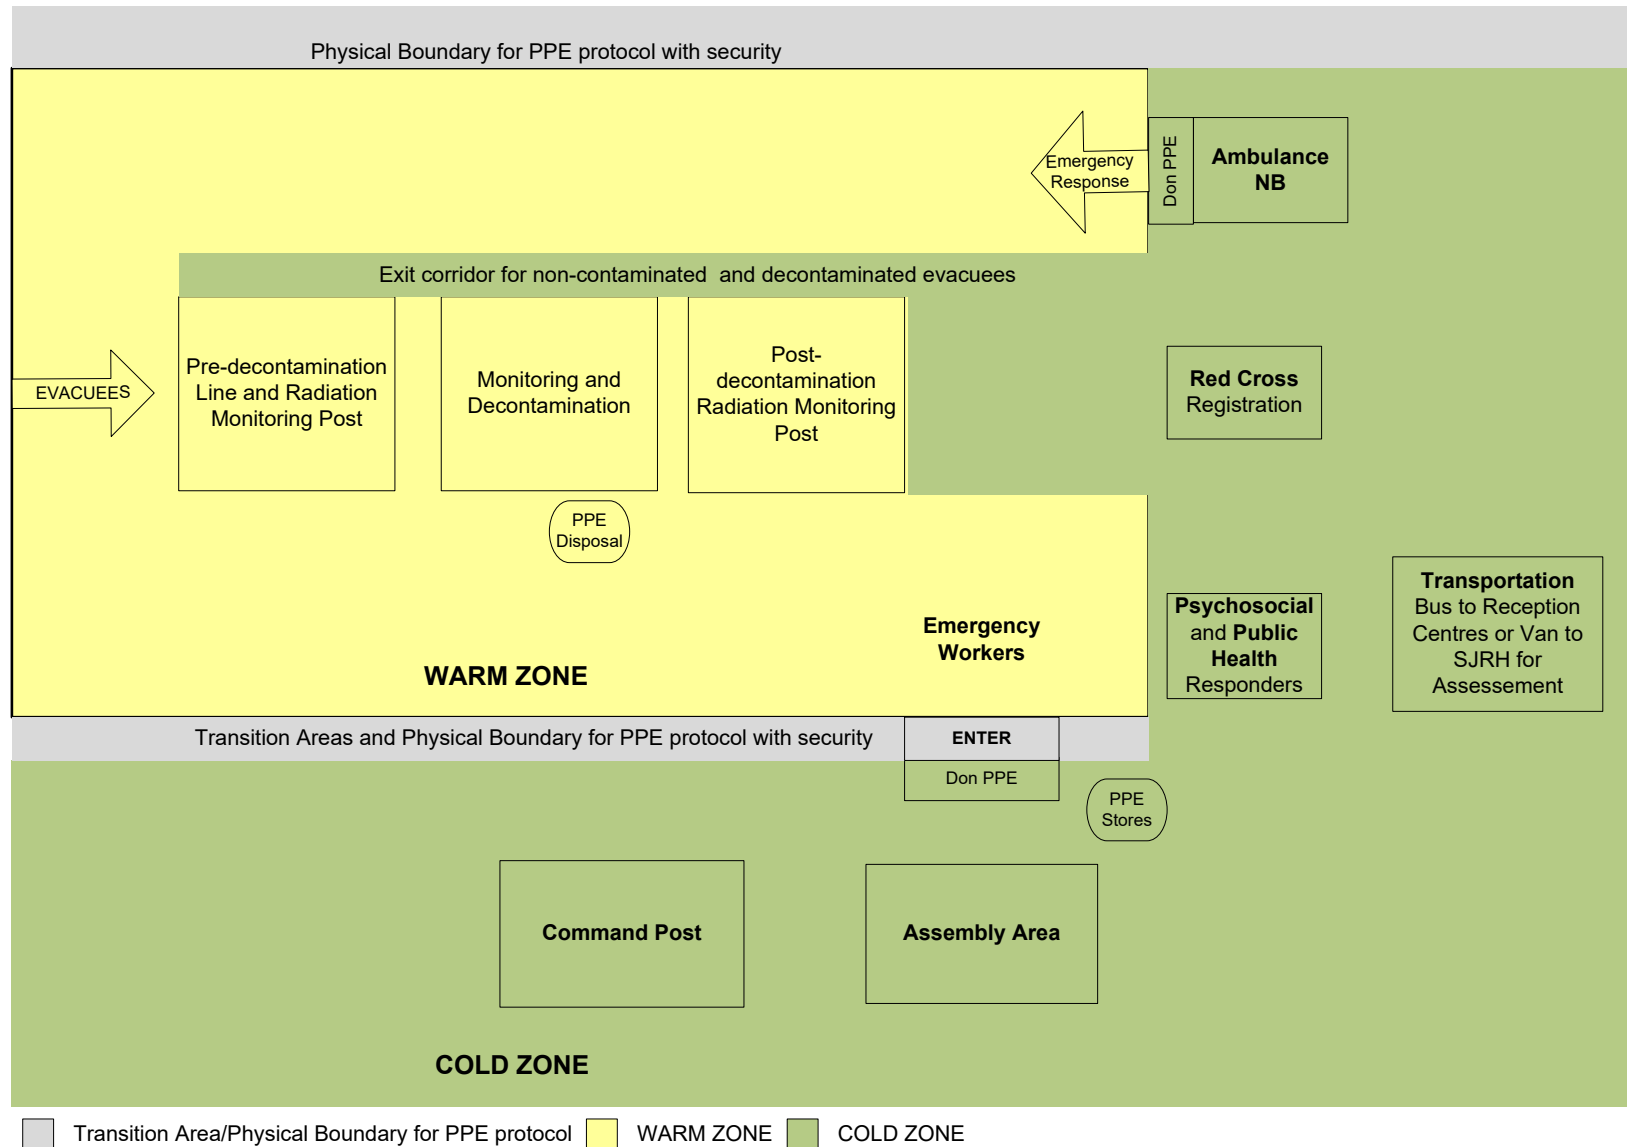 Physical Boundary for PPE protocol with security
Don PPE
Ambulance
NB
Emergency
Response
Exit corridor for non-contaminated and decontaminated evacuees
EVACUEES
Pre-decontamination
Line and Radiation
Monitoring Post
Monitoring and
Decontamination
Post-
decontamination
Radiation Monitoring
Post
Red Cross
Registration
PPE
Disposal
Emergency
Workers
WARM ZONE
Psychosocial
and Public
Health
Responders
Transportation
Bus to Reception
Centres or Van to
SJRH for
Assessement
Transition Areas and Physical Boundary for PPE protocol with security
ENTER
Don PPE
PPE
Stores
Command Post
Assembly Area
COLD ZONE
Transition Area/Physical Boundary for PPE protocol
WARM ZONE
COLD ZONE